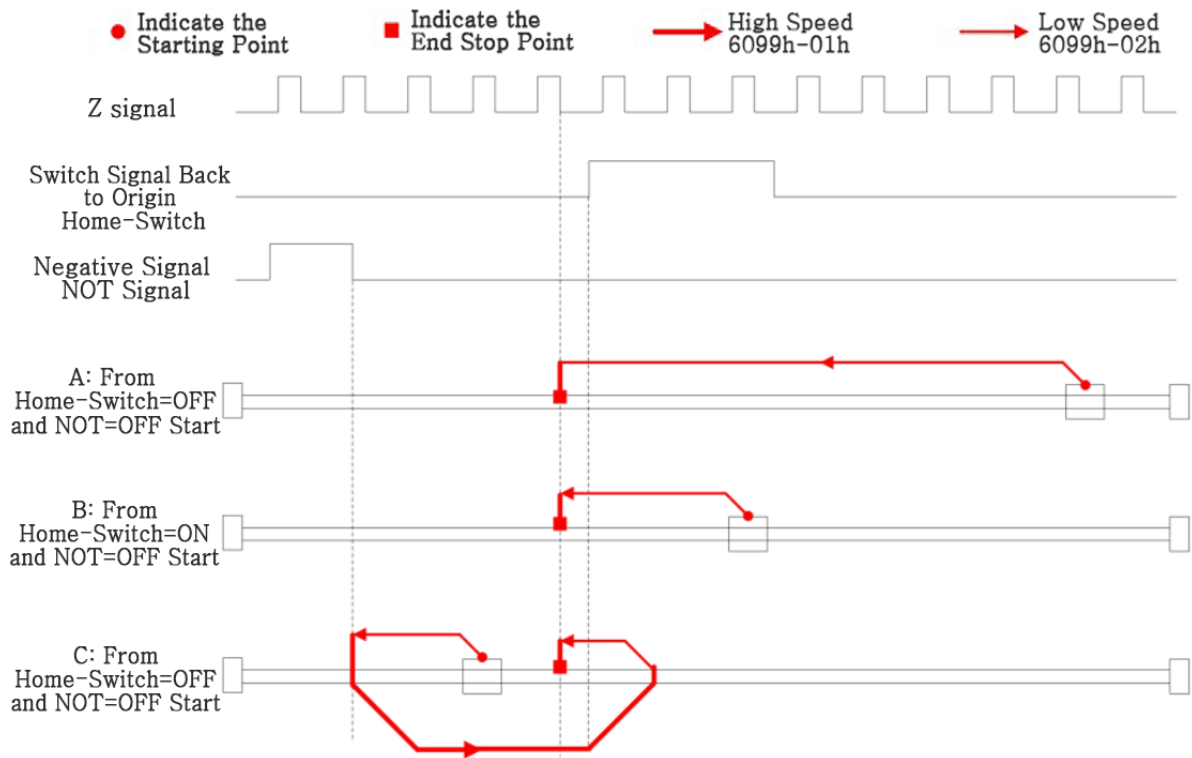 Indicate the
Starting Point
Indicate the
End Stop Point
High Speed
6099h-01h
Low Speed
6099h-02h
Z signal
Switch Signal Back
to Origin
Home-Switch
Negative Signal
NOT Signal
A: From
Home-Switch=OFF
and NOT=OFF Start
B: From
Home-Switch=ON
and NOT=OFF Start
C: From
Home-Switch=OFF
and NOT=OFF Start